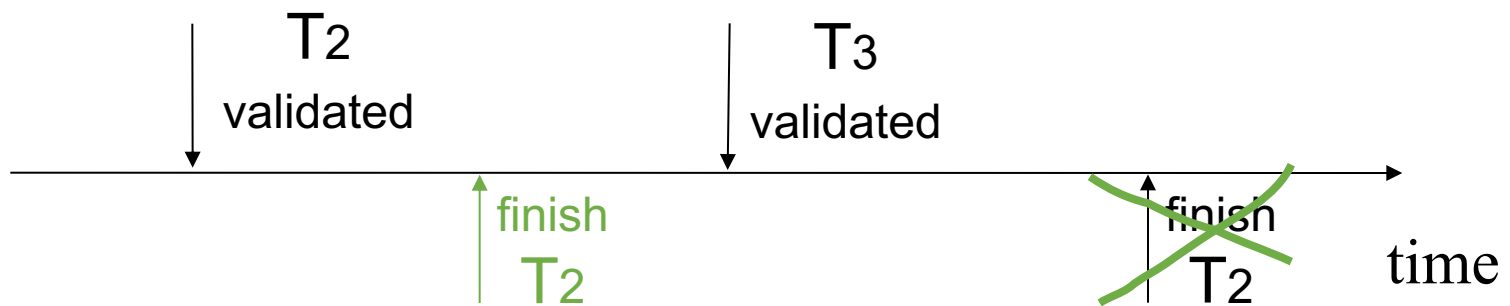 T2
validated
T3
validated
finish
T2
finish
T2
time